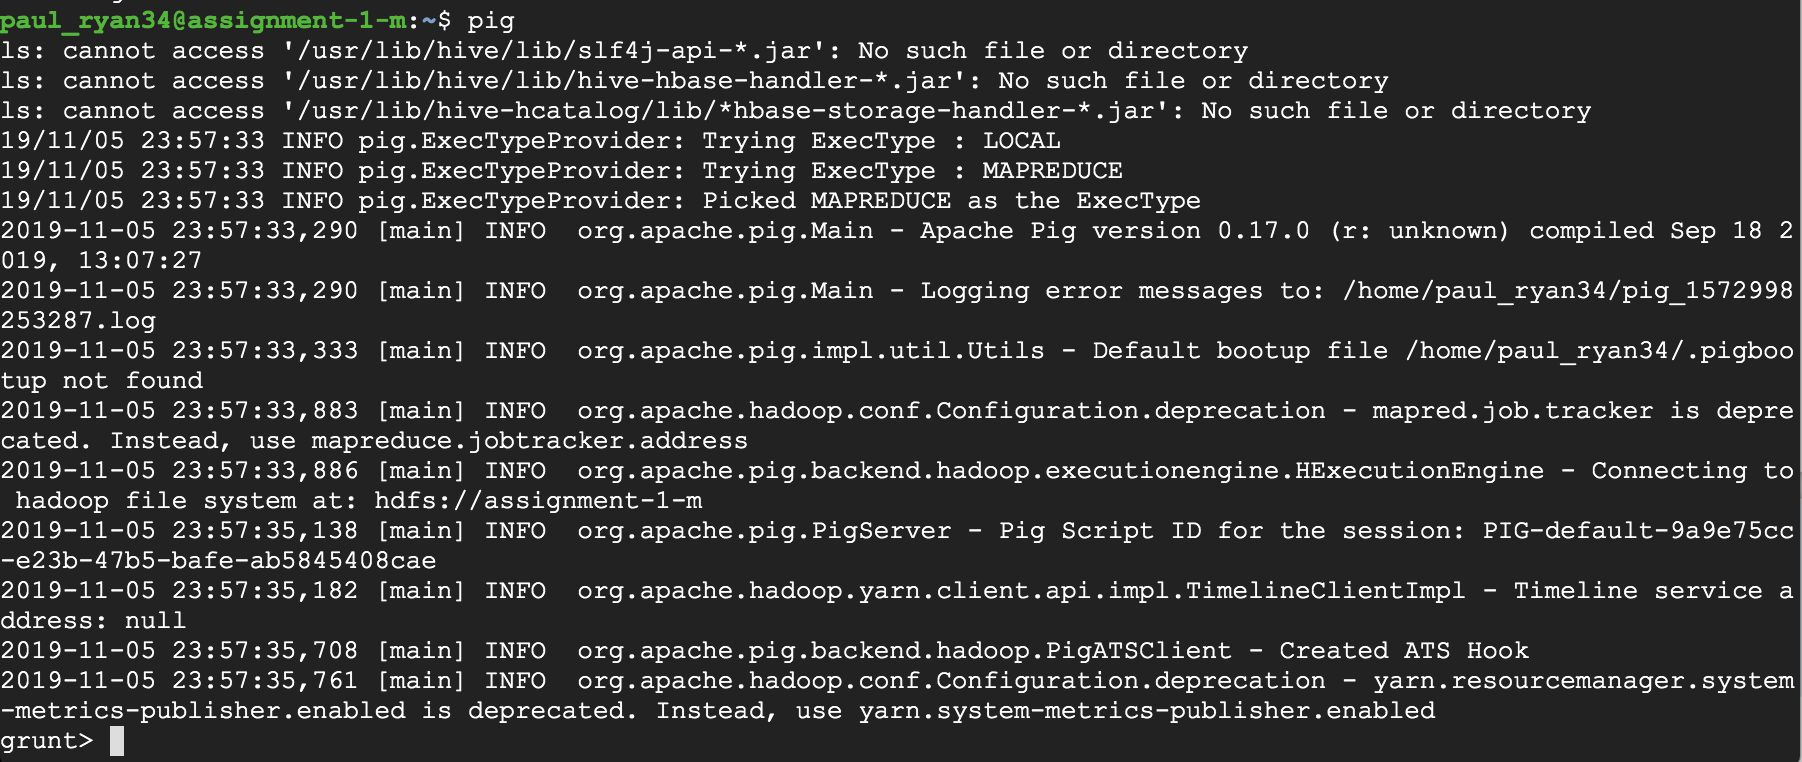 paul_ryan34@assignment-1-m:~$ pig
ls: cannot access '/usr/lib/hive/lib/slf4j-api-*.jar': No such file or directory
ls: cannot access '/usr/lib/hive/lib/hive-hbase-handler-*.jar': No such file or directory
ls: cannot access '/usr/lib/hive-hcatalog/lib/*hbase-storage-handler-*.jar': No such file or directory
19/11/05 23:57:33 INFO pig.ExecTypeProvider: Trying ExecType : LOCAL
19/11/05 23:57:33 INFO pig.ExecTypeProvider: Trying ExecType : MAPREDUCE
19/11/05 23:57:33 INFO pig.ExecTypeProvider: Picked MAPREDUCE as the ExecType
2019-11-05 23:57:33,290 [main] INFO  org.apache.pig.Main - Apache Pig version 0.17.0 (r: unknown) compiled Sep 18 2
019, 13:07:27
2019-11-05 23:57:33,290 [main] INFO  org.apache.pig.Main - Logging error messages to: /home/paul_ryan34/pig_1572998
253287.log
2019-11-05 23:57:33,333 [main] INFO  org.apache.pig.impl.util.Utils - Default bootup file /home/paul_ryan34/.pigboo
tup not found
2019-11-05 23:57:33,883 [main] INFO  org.apache.hadoop.conf.Configuration.deprecation - mapred.job.tracker is depre
cated. Instead, use mapreduce.jobtracker.address
2019-11-05 23:57:33,886 [main] INFO  org.apache.pig.backend.hadoop.executionengine.HExecutionEngine - Connecting to
 hadoop file system at: hdfs://assignment-1-m
2019-11-05 23:57:35,138 [main] INFO  org.apache.pig.PigServer - Pig Script ID for the session: PIG-default-9a9e75cc
-e23b-47b5-bafe-ab5845408cae
2019-11-05 23:57:35,182 [main] INFO  org.apache.hadoop.yarn.client.api.impl.TimelineClientImpl - Timeline service a
ddress: null
2019-11-05 23:57:35,708 [main] INFO  org.apache.pig.backend.hadoop.PigATSClient - Created ATS Hook
2019-11-05 23:57:35,761 [main] INFO  org.apache.hadoop.conf.Configuration.deprecation - yarn.resourcemanager.system
-metrics-publisher.enabled is deprecated. Instead, use yarn.system-metrics-publisher.enabled
grunt>